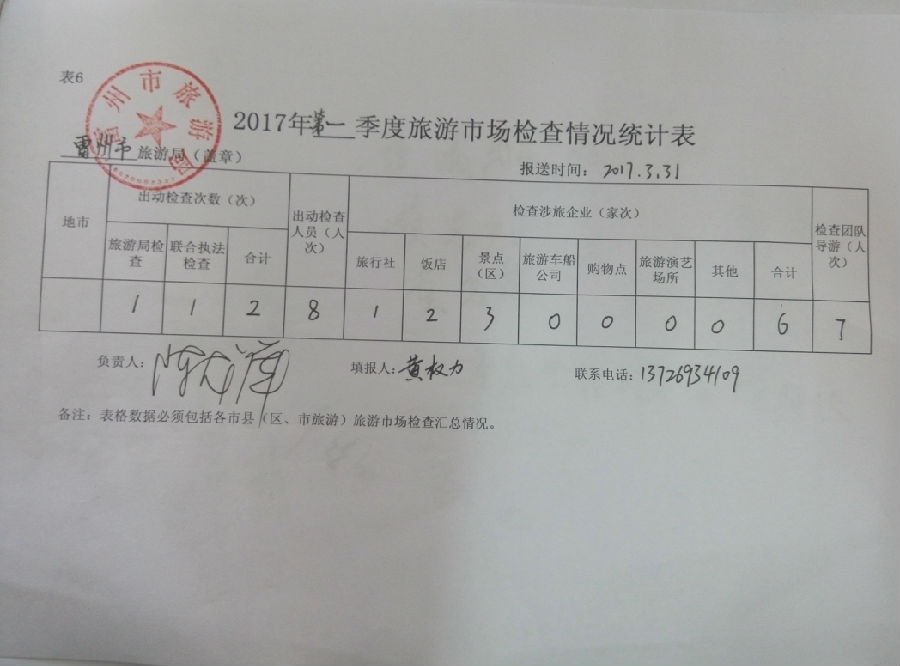 表6
雷州市旅游局
2017年第一季度旅游市场检查情况统计表
雷州市旅游局（盖章）
报送时间：2017.3.31
地市 出动检查次数（次） 出动检查人员（人次） 检查涉旅企业（家次） 检查团队导游（人次）
旅游局检查 联合执法检查 合计 旅行社 饭店 景点（区） 旅游车船公司 购物点 旅游演艺场所 其他 合计
1 1 2 8 1 2 3 0 0 0 0 6 7
负责人： 填报人：黄权力 联系电话：13726934109
备注：表格数据必须包括各市县（区、市旅游）旅游市场检查汇总情况。